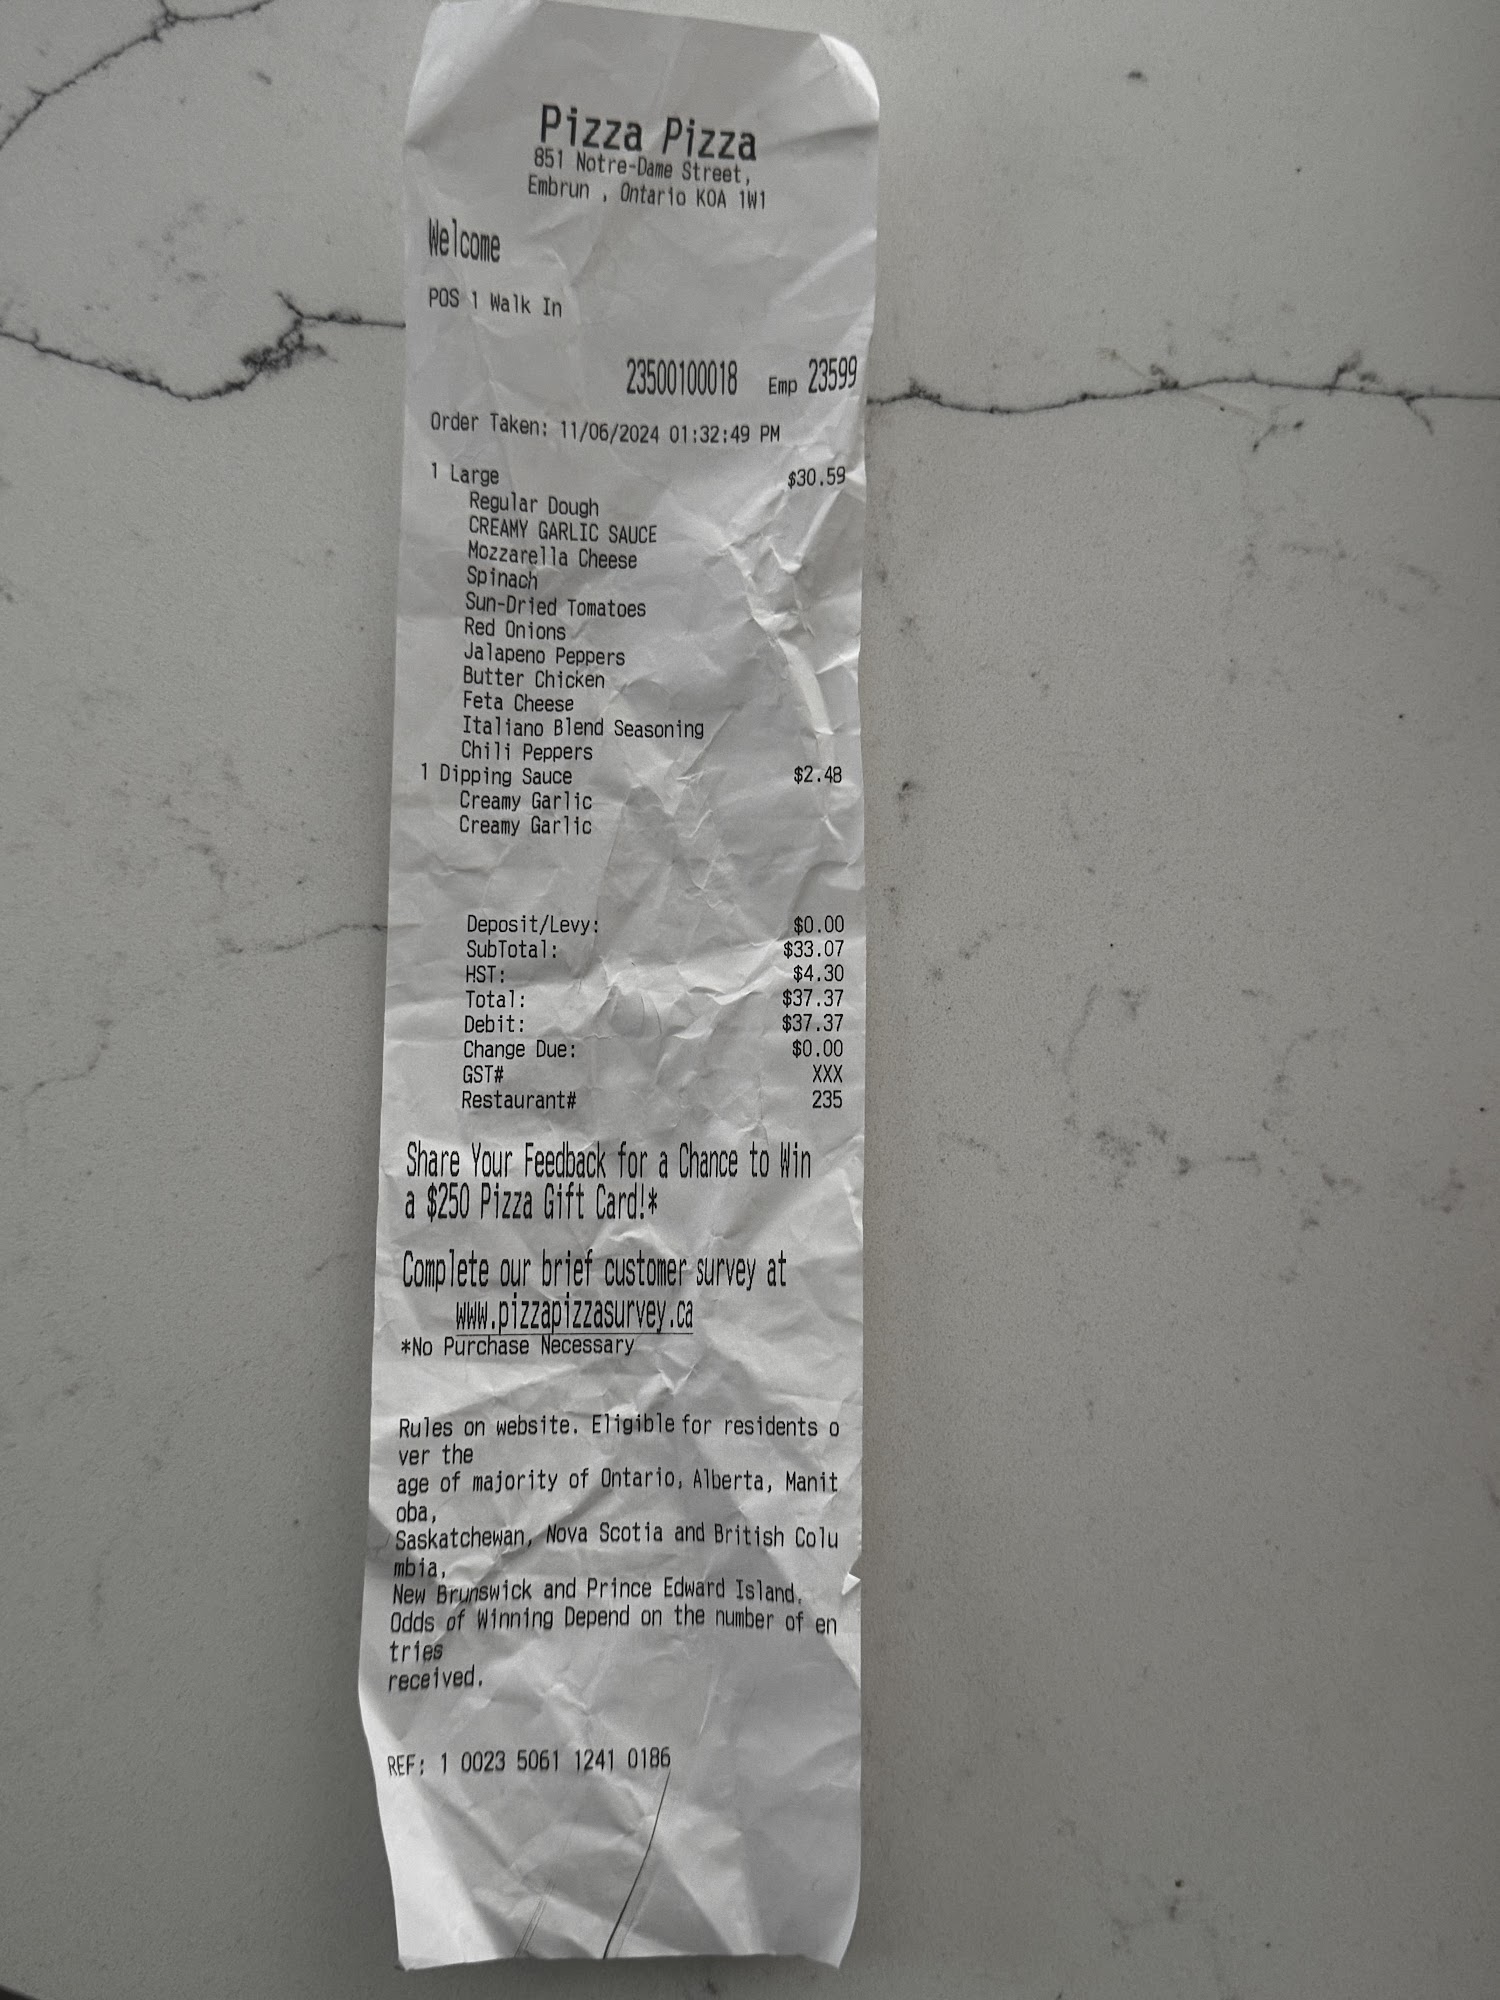 Pizza Pizza
851 Notre-Dame Street,
Embrun , Ontario K0A 1W1
Welcome
POS 1 Walk In
23500100018 Emp 23599
Order Taken: 11/06/2024 01:32:49 PM
1 Large $30.59
Regular Dough
CREAMY GARLIC SAUCE
Mozzarella Cheese
Spinach
Sun-Dried Tomatoes
Red Onions
Jalapeno Peppers
Butter Chicken
Feta Cheese
Italiano Blend Seasoning
Chili Peppers
1 Dipping Sauce $2.48
Creamy Garlic
Creamy Garlic
Deposit/Levy: $0.00
SubTotal: $33.07
HST: $4.30
Total: $37.37
Debit: $37.37
Change Due: $0.00
GST# XXX
Restaurant# 235
Share Your Feedback for a Chance to Win
a $250 Pizza Gift Card!*
Complete our brief customer survey at
www.pizzapizzasurvey.ca
*No Purchase Necessary
Rules on website. Eligible for residents o
ver the
age of majority of Ontario, Alberta, Manit
oba,
Saskatchewan, Nova Scotia and British Colu
mbia,
New Brunswick and Prince Edward Island.
Odds of Winning Depend on the number of en
tries
received.
REF: 1 0023 5061 1241 0186